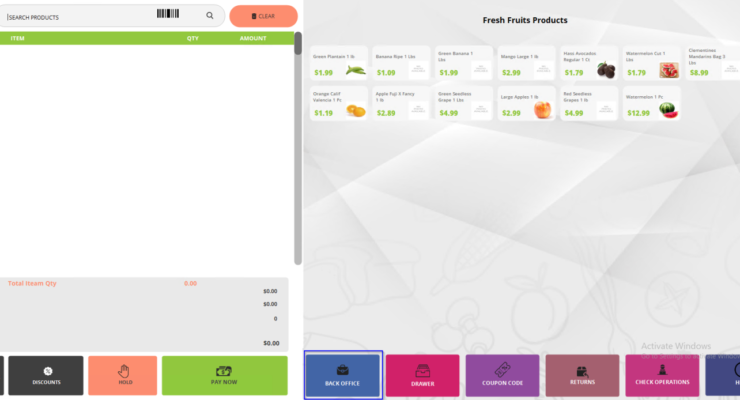 SEARCH PRODUCTS
CLEAR
ITEM QTY AMOUNT
Total Iteam Qty 0.00
$0.00
$0.00
0
$0.00
DISCOUNTS
HOLD
PAY NOW
Fresh Fruits Products
Green Plantain 1 lb
$1.99
Banana Ripe 1 Lbs
$1.09
Green Banana 1
Lbs
$1.99
Mango Large 1 lb
$2.99
Hass Avocados
Regular 1 Ct
$1.79
Watermelon Cut 1
Lbs
$1.79
Clementines
Mandarins Bag 3
Lbs
$8.99
Orange Calif
Valencia 1 Pc
$1.19
Apple Fuji X Fancy
1 lb
$2.89
Green Seedless
Grape 1 Lbs
$4.99
Large Apples 1 lb
$2.99
Red Seedless
Grapes 1 lb
$4.99
Watermelon 1 Pc
$12.99
Activate Windows
Go to Settings to activate Windows
BACK OFFICE
DRAWER
COUPON CODE
RETURNS
CHECK OPERATIONS